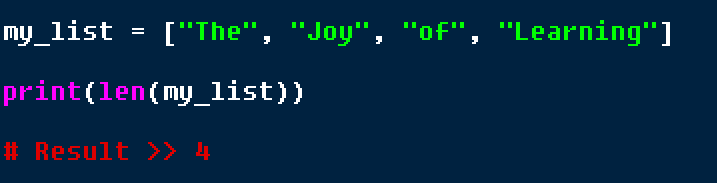 my_list = ["The", "Joy", "of", "Learning"]
print(len(my_list))
# Result >> 4